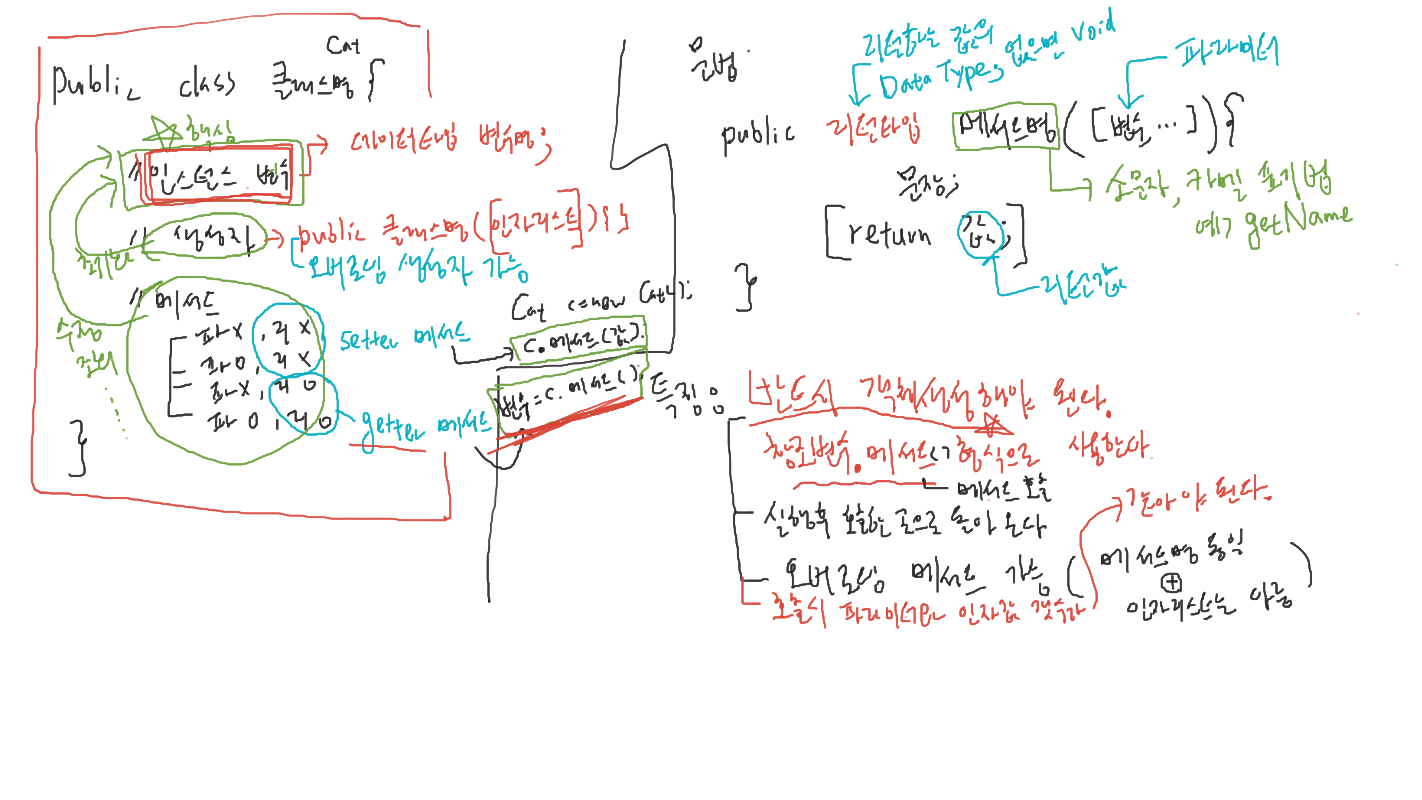 Cat
public class 클래스명 {
핵심
// 인스턴스 변수
데이터타입 변수명;
// 생성자
public 클래스명([인자리스트]){ }
오버로딩 생성자 가능
초기화
// 메서드
수정
관리
파X, 리X
파O, 리X
파X, 리O
파O, 리O
setter 메서드
getter 메서드
}
Cat c=new Cat();
c.메서드(값).
변수=c.메서드();
문법.
리턴하는 값의
Data Type, 없으면 void
파라미터
public 리턴타입 메서드명([변수,...]){
문장;
[return 값;]
}
소문자, 카멜 표기법
예> getName
리턴값
특징
반드시 객체생성해야 된다.
참조변수.메서드() 형식으로 사용한다.
메서드 호출
실행후 호출한 곳으로 돌아 온다
오버로딩 메서드 가능
(메서드명 동일
+
인자리스트는 다름)
호출시 파라미터와 인자값 갯수가
같아야 된다.